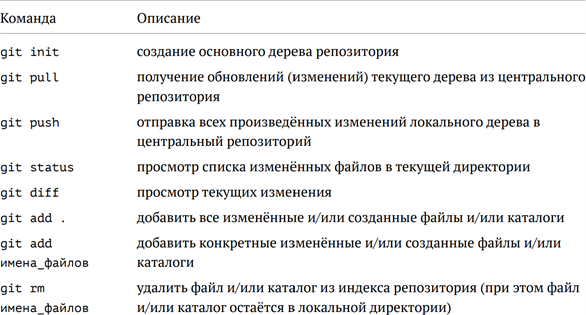 Команда Описание
git init создание основного дерева репозитория
git pull получение обновлений (изменений) текущего дерева из центрального
репозитория
git push отправка всех произведённых изменений локального дерева в
центральный репозиторий
git status просмотр списка изменённых файлов в текущей директории
git diff просмотр текущих изменения
git add . добавить все изменённые и/или созданные файлы и/или каталоги
git add добавить конкретные изменённые и/или созданные файлы и/или
имена_файлов каталоги
git rm удалить файл и/или каталог из индекса репозитория (при этом файл
имена_файлов и/или каталог остаётся в локальной директории)